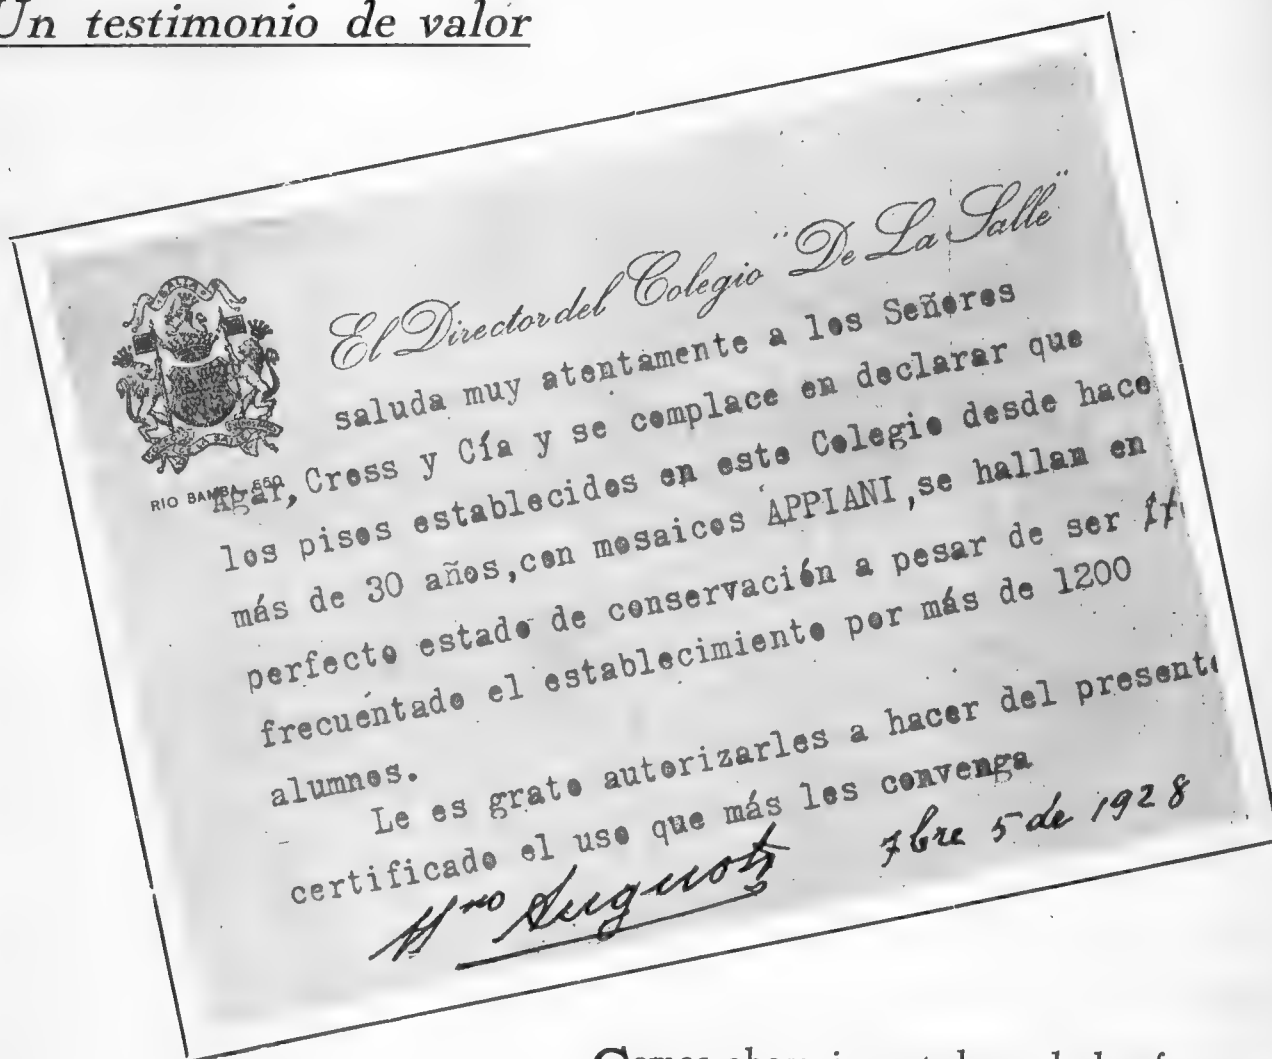 Un testimonio de valor
El Director del Colegio "De La Salle"
saluda muy atentamente a los Señores
RIO BAMBA 650
Agar, Cross y Cía y se complace en declarar que
los pisos establecidos en este Colegio desde hace
más de 30 años, con mosaicos APPIANI, se hallan en
perfecto estado de conservación a pesar de ser
frecuentado el establecimiento por más de 1200
alumnos.
Le es grato autorizarles a hacer del presente
certificado el uso que más les convenga
Hno Augusto 7bre 5 de 1928